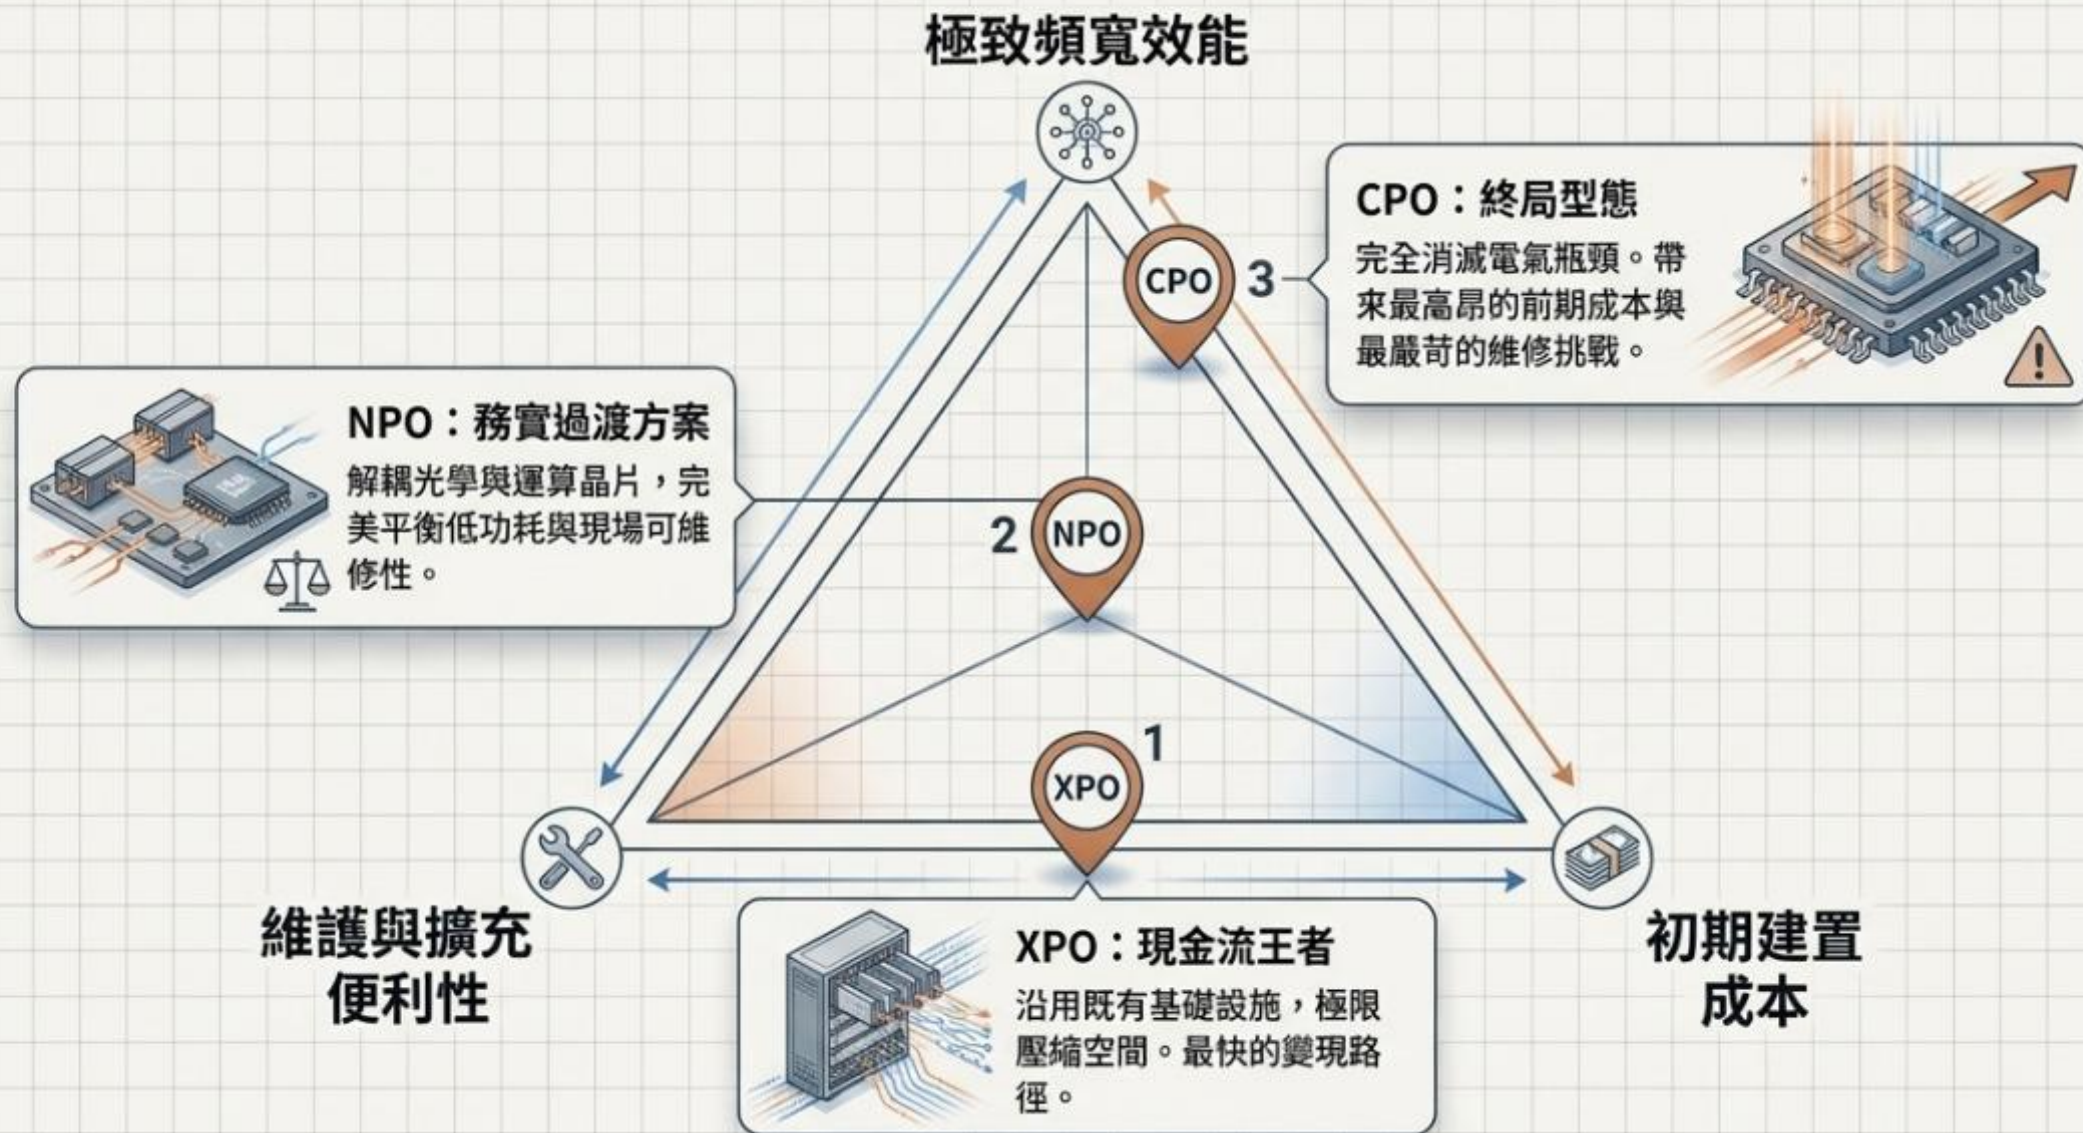 極致頻寬效能
CPO：終局型態
完全消滅電氣瓶頸。帶
來最高昂的前期成本與
最嚴苛的維修挑戰。
CPO
3
NPO：務實過渡方案
解耦光學與運算晶片，完
美平衡低功耗與現場可維
修性。
2
NPO
1
XPO
維護與擴充
便利性
初期建置
成本
XPO：現金流王者
沿用既有基礎設施，極限
壓縮空間。最快的變現路
徑。